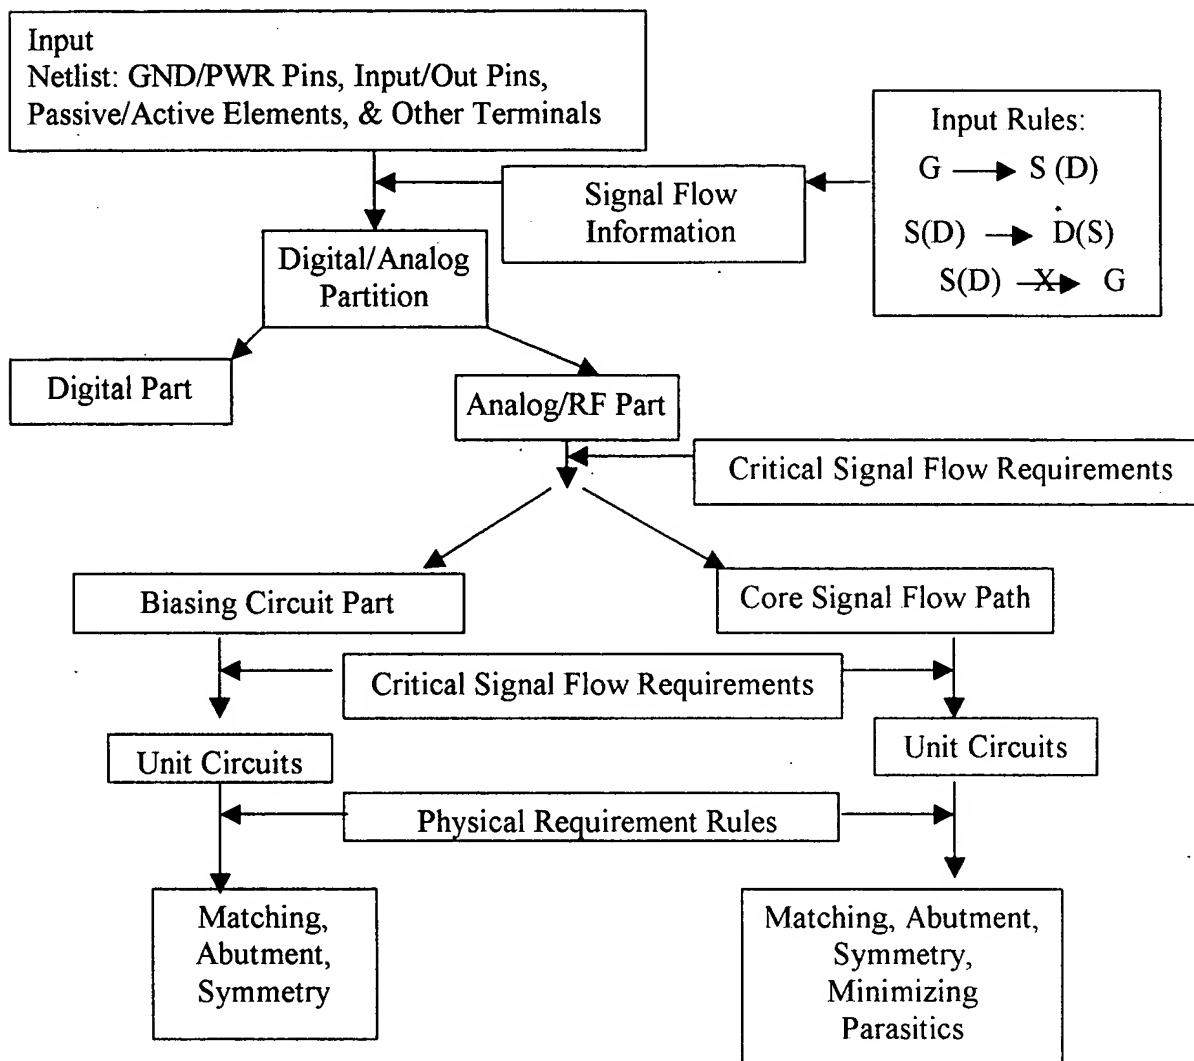 Input
Netlist: GND/PWR Pins, Input/Out Pins,
Passive/Active Elements, & Other Terminals
Input Rules:
G → S (D)
S(D) → D(S)
S(D) -X→ G
Signal Flow
Information
Digital/Analog
Partition
Digital Part
Analog/RF Part
Critical Signal Flow Requirements
Biasing Circuit Part
Core Signal Flow Path
Critical Signal Flow Requirements
Unit Circuits
Unit Circuits
Physical Requirement Rules
Matching,
Abutment,
Symmetry
Matching, Abutment,
Symmetry,
Minimizing
Parasitics